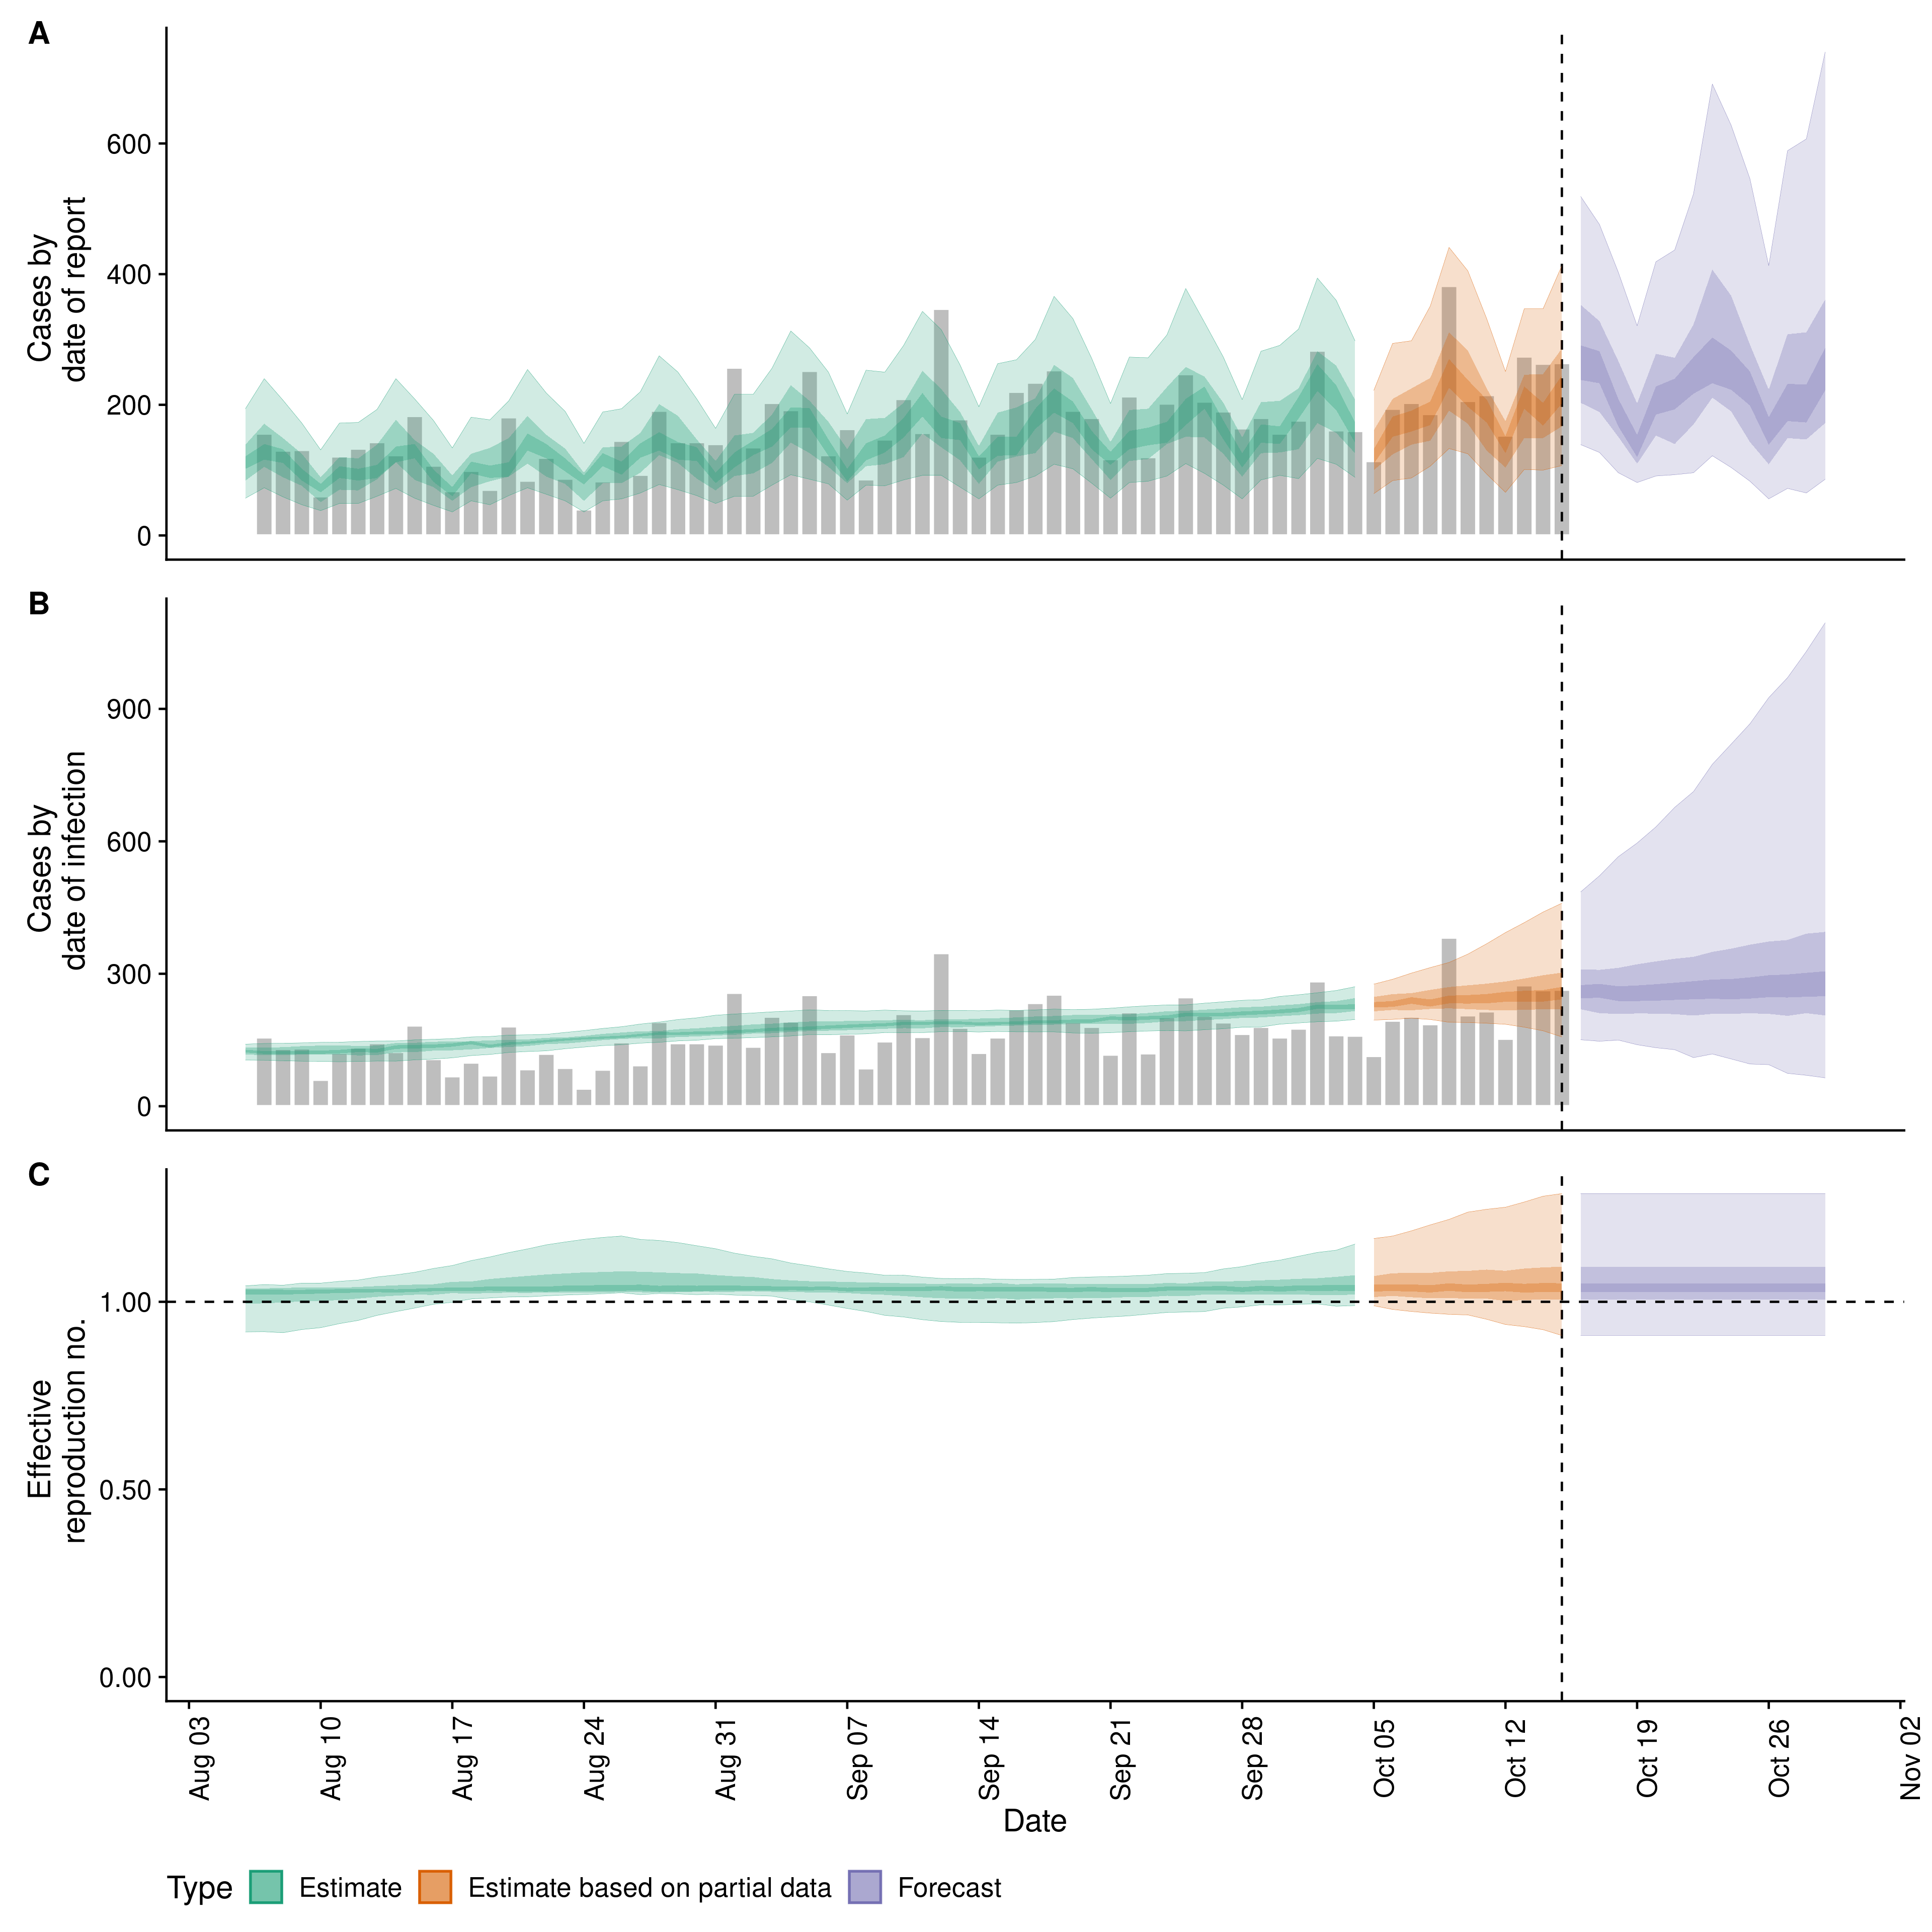 A
Cases by
date of report
600
400
200
0
B
Cases by
date of infection
900
600
300
0
C
Effective
reproduction no.
1.00
0.50
0.00
Aug 03
Aug 10
Aug 17
Aug 24
Aug 31
Sep 07
Sep 14
Sep 21
Sep 28
Oct 05
Oct 12
Oct 19
Oct 26
Nov 02
Date
Type Estimate Estimate based on partial data Forecast